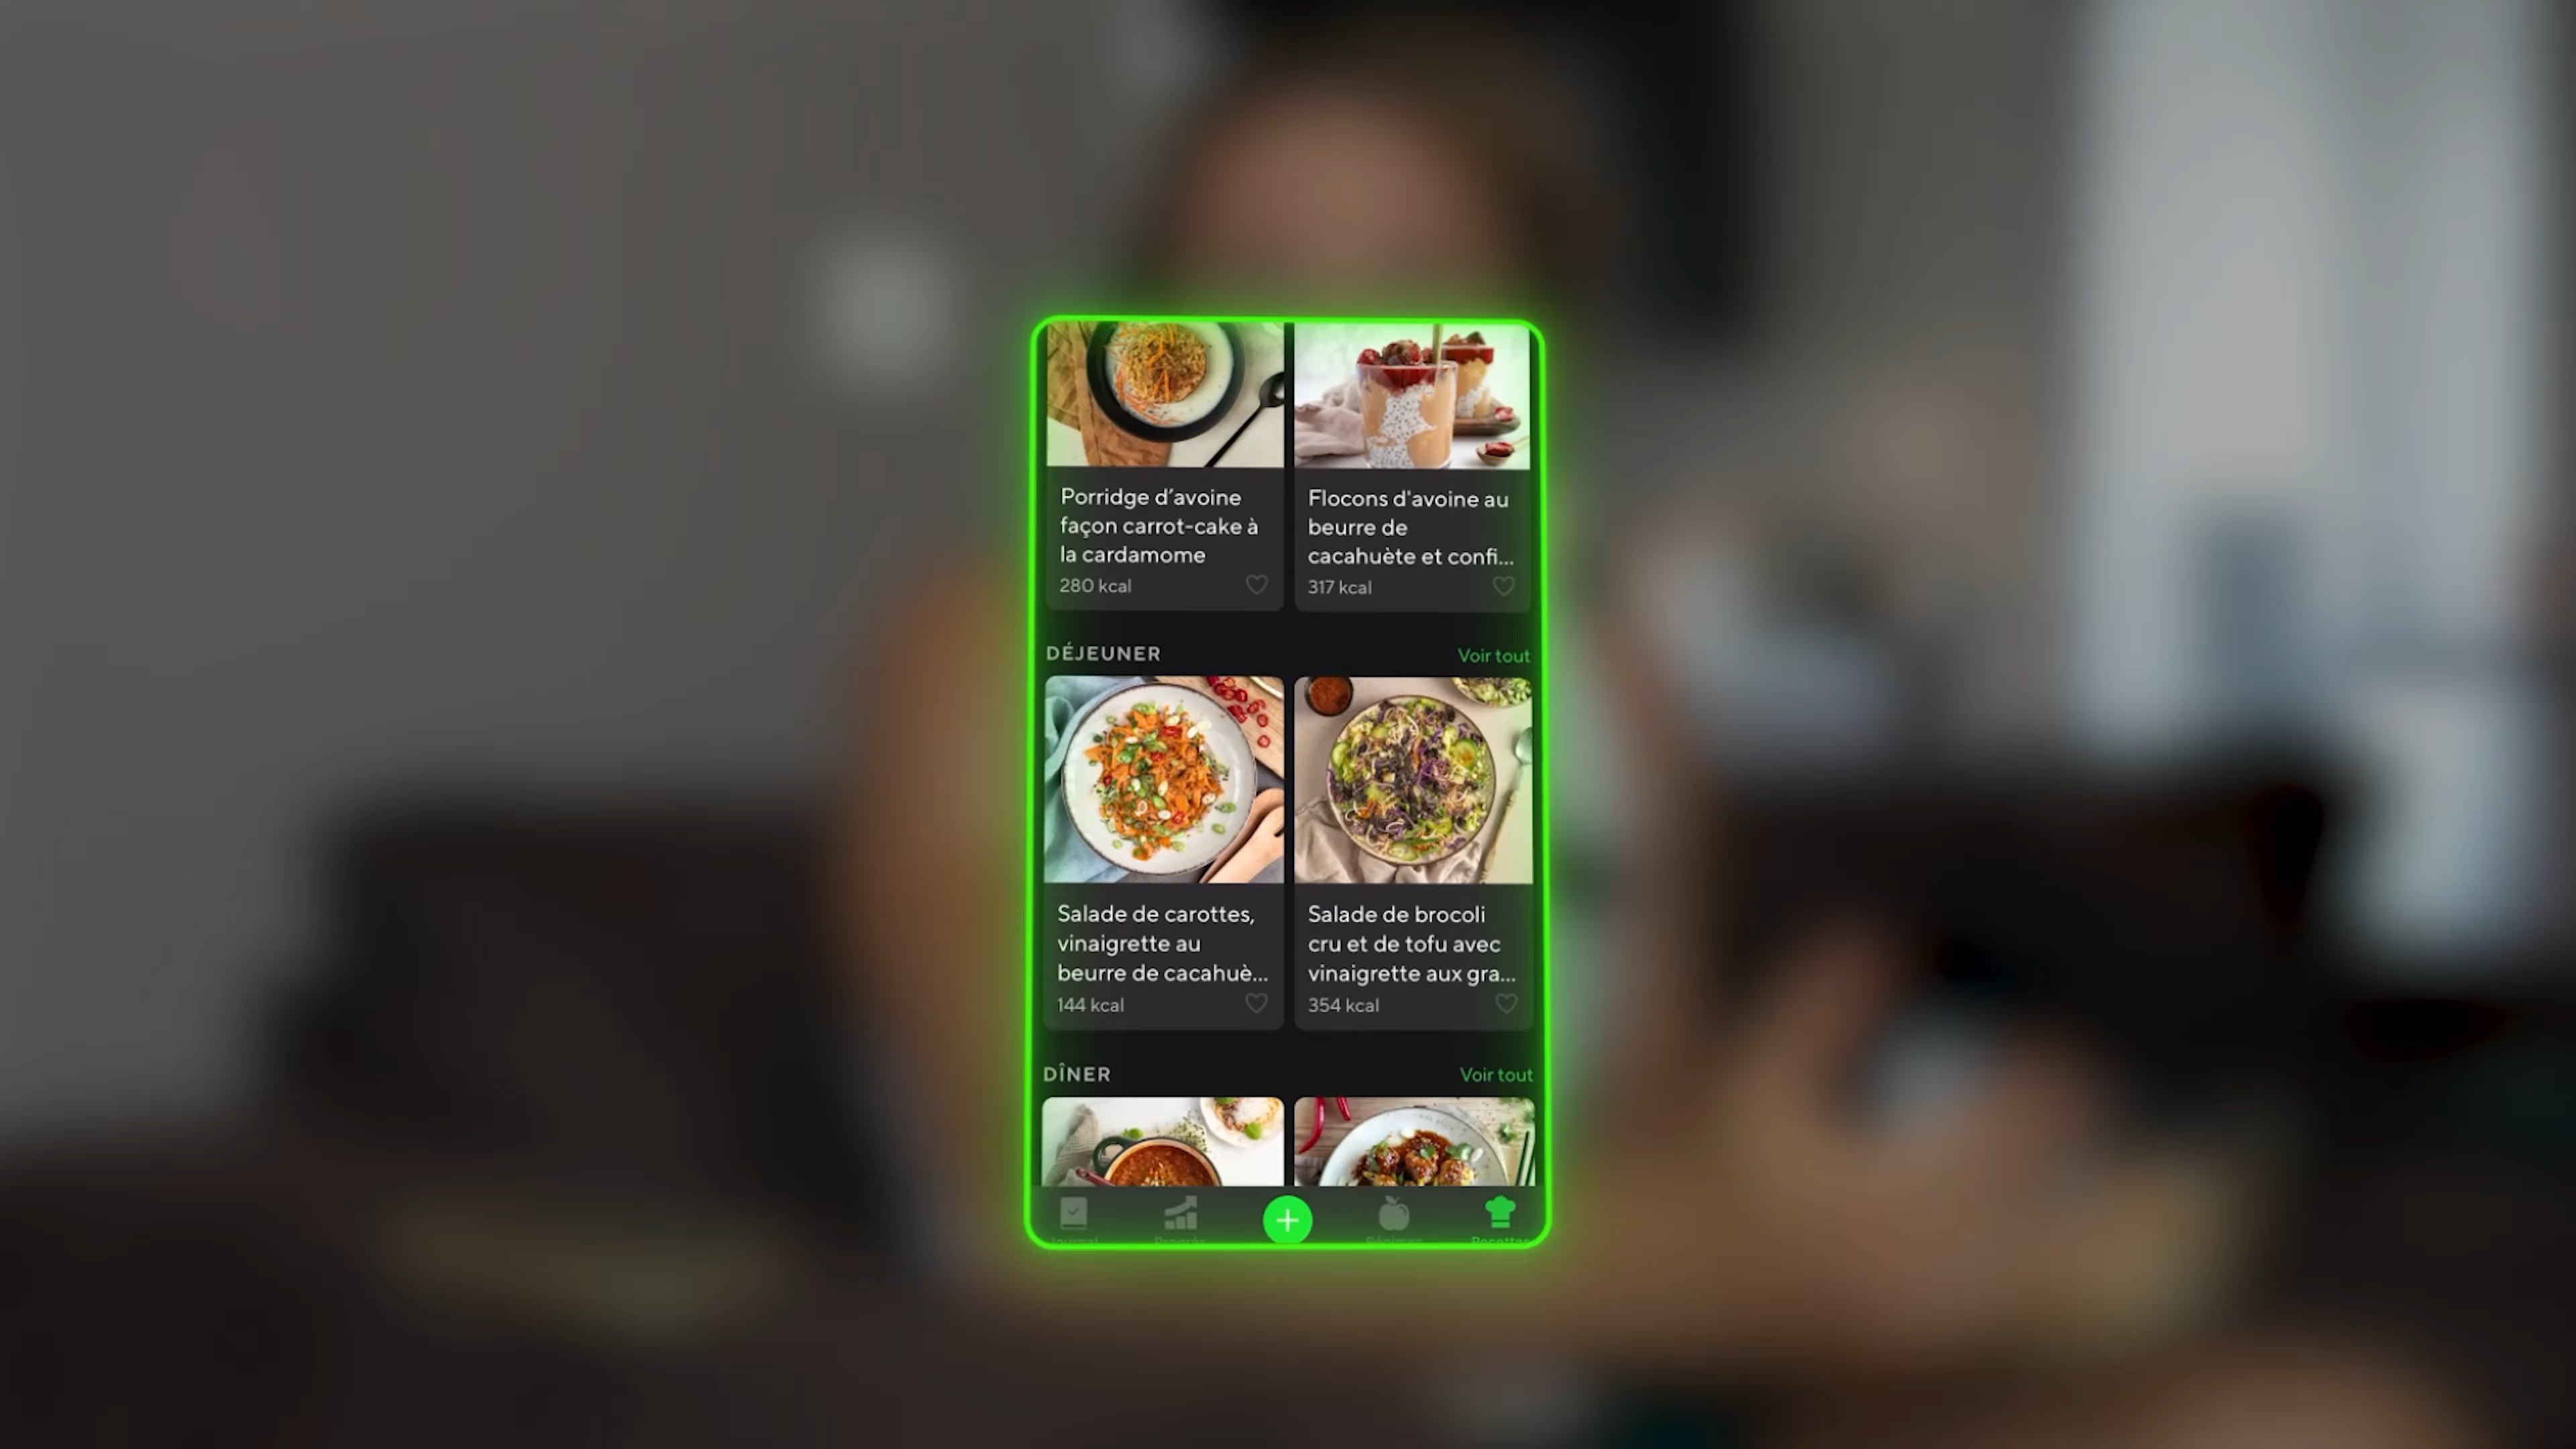 Porridge d’avoine
façon carrot-cake à
la cardamome
280 kcal
Flocons d'avoine au
beurre de
cacahuète et confi...
317 kcal
DÉJEUNER
Voir tout
Salade de carottes,
vinaigrette au
beurre de cacahuè...
144 kcal
Salade de brocoli
cru et de tofu avec
vinaigrette aux gra...
354 kcal
DÎNER
Voir tout